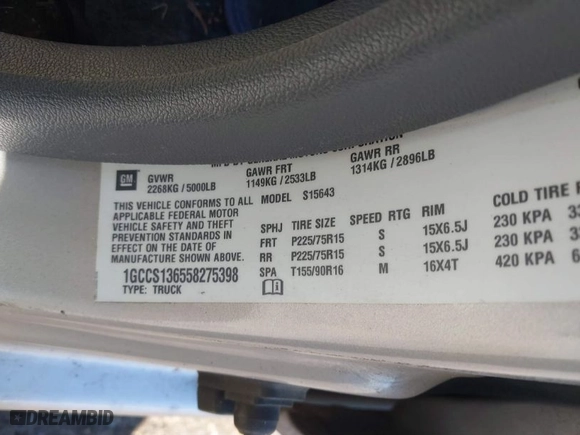 GM
GVWR GAWR FRT GAWR RR
2268KG / 5000LB 1149KG / 2533LB 1314KG / 2896LB
THIS VEHICLE CONFORMS TO ALL MODEL S15643
APPLICABLE FEDERAL MOTOR
VEHICLE SAFETY AND THEFT
PREVENTION STANDARDS IN
EFFECT ON THE DATE OF
MANUFACTURE SHOWN ABOVE.
1GCCS136558275398
TYPE: TRUCK
SPHJ TIRE SIZE SPEED RTG RIM COLD TIRE
FRT P225/75R15 S 15X6.5J 230 KPA
RR P225/75R15 S 15X6.5J 230 KPA
SPA T155/90R16 M 16X4T 420 KPA
DREAMBID